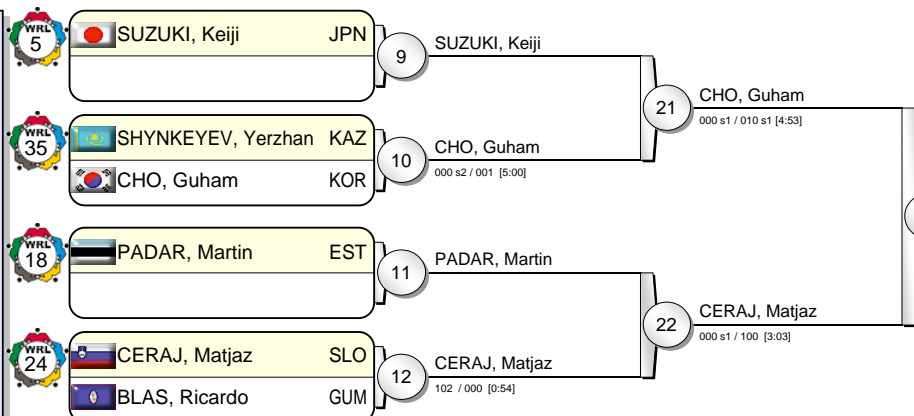 WRL
5
SUZUKI, Keiji JPN
9
SUZUKI, Keiji
21
CHO, Guham
000 s1 / 010 s1 [4:53]
WRL
35
SHYNKEYEV, Yerzhan KAZ
CHO, Guham KOR
10
CHO, Guham
000 s2 / 001 [5:00]
WRL
18
PADAR, Martin EST
11
PADAR, Martin
22
CERAJ, Matjaz
000 s1 / 100 [3:03]
WRL
24
CERAJ, Matjaz SLO
BLAS, Ricardo GUM
12
CERAJ, Matjaz
102 / 000 [0:54]